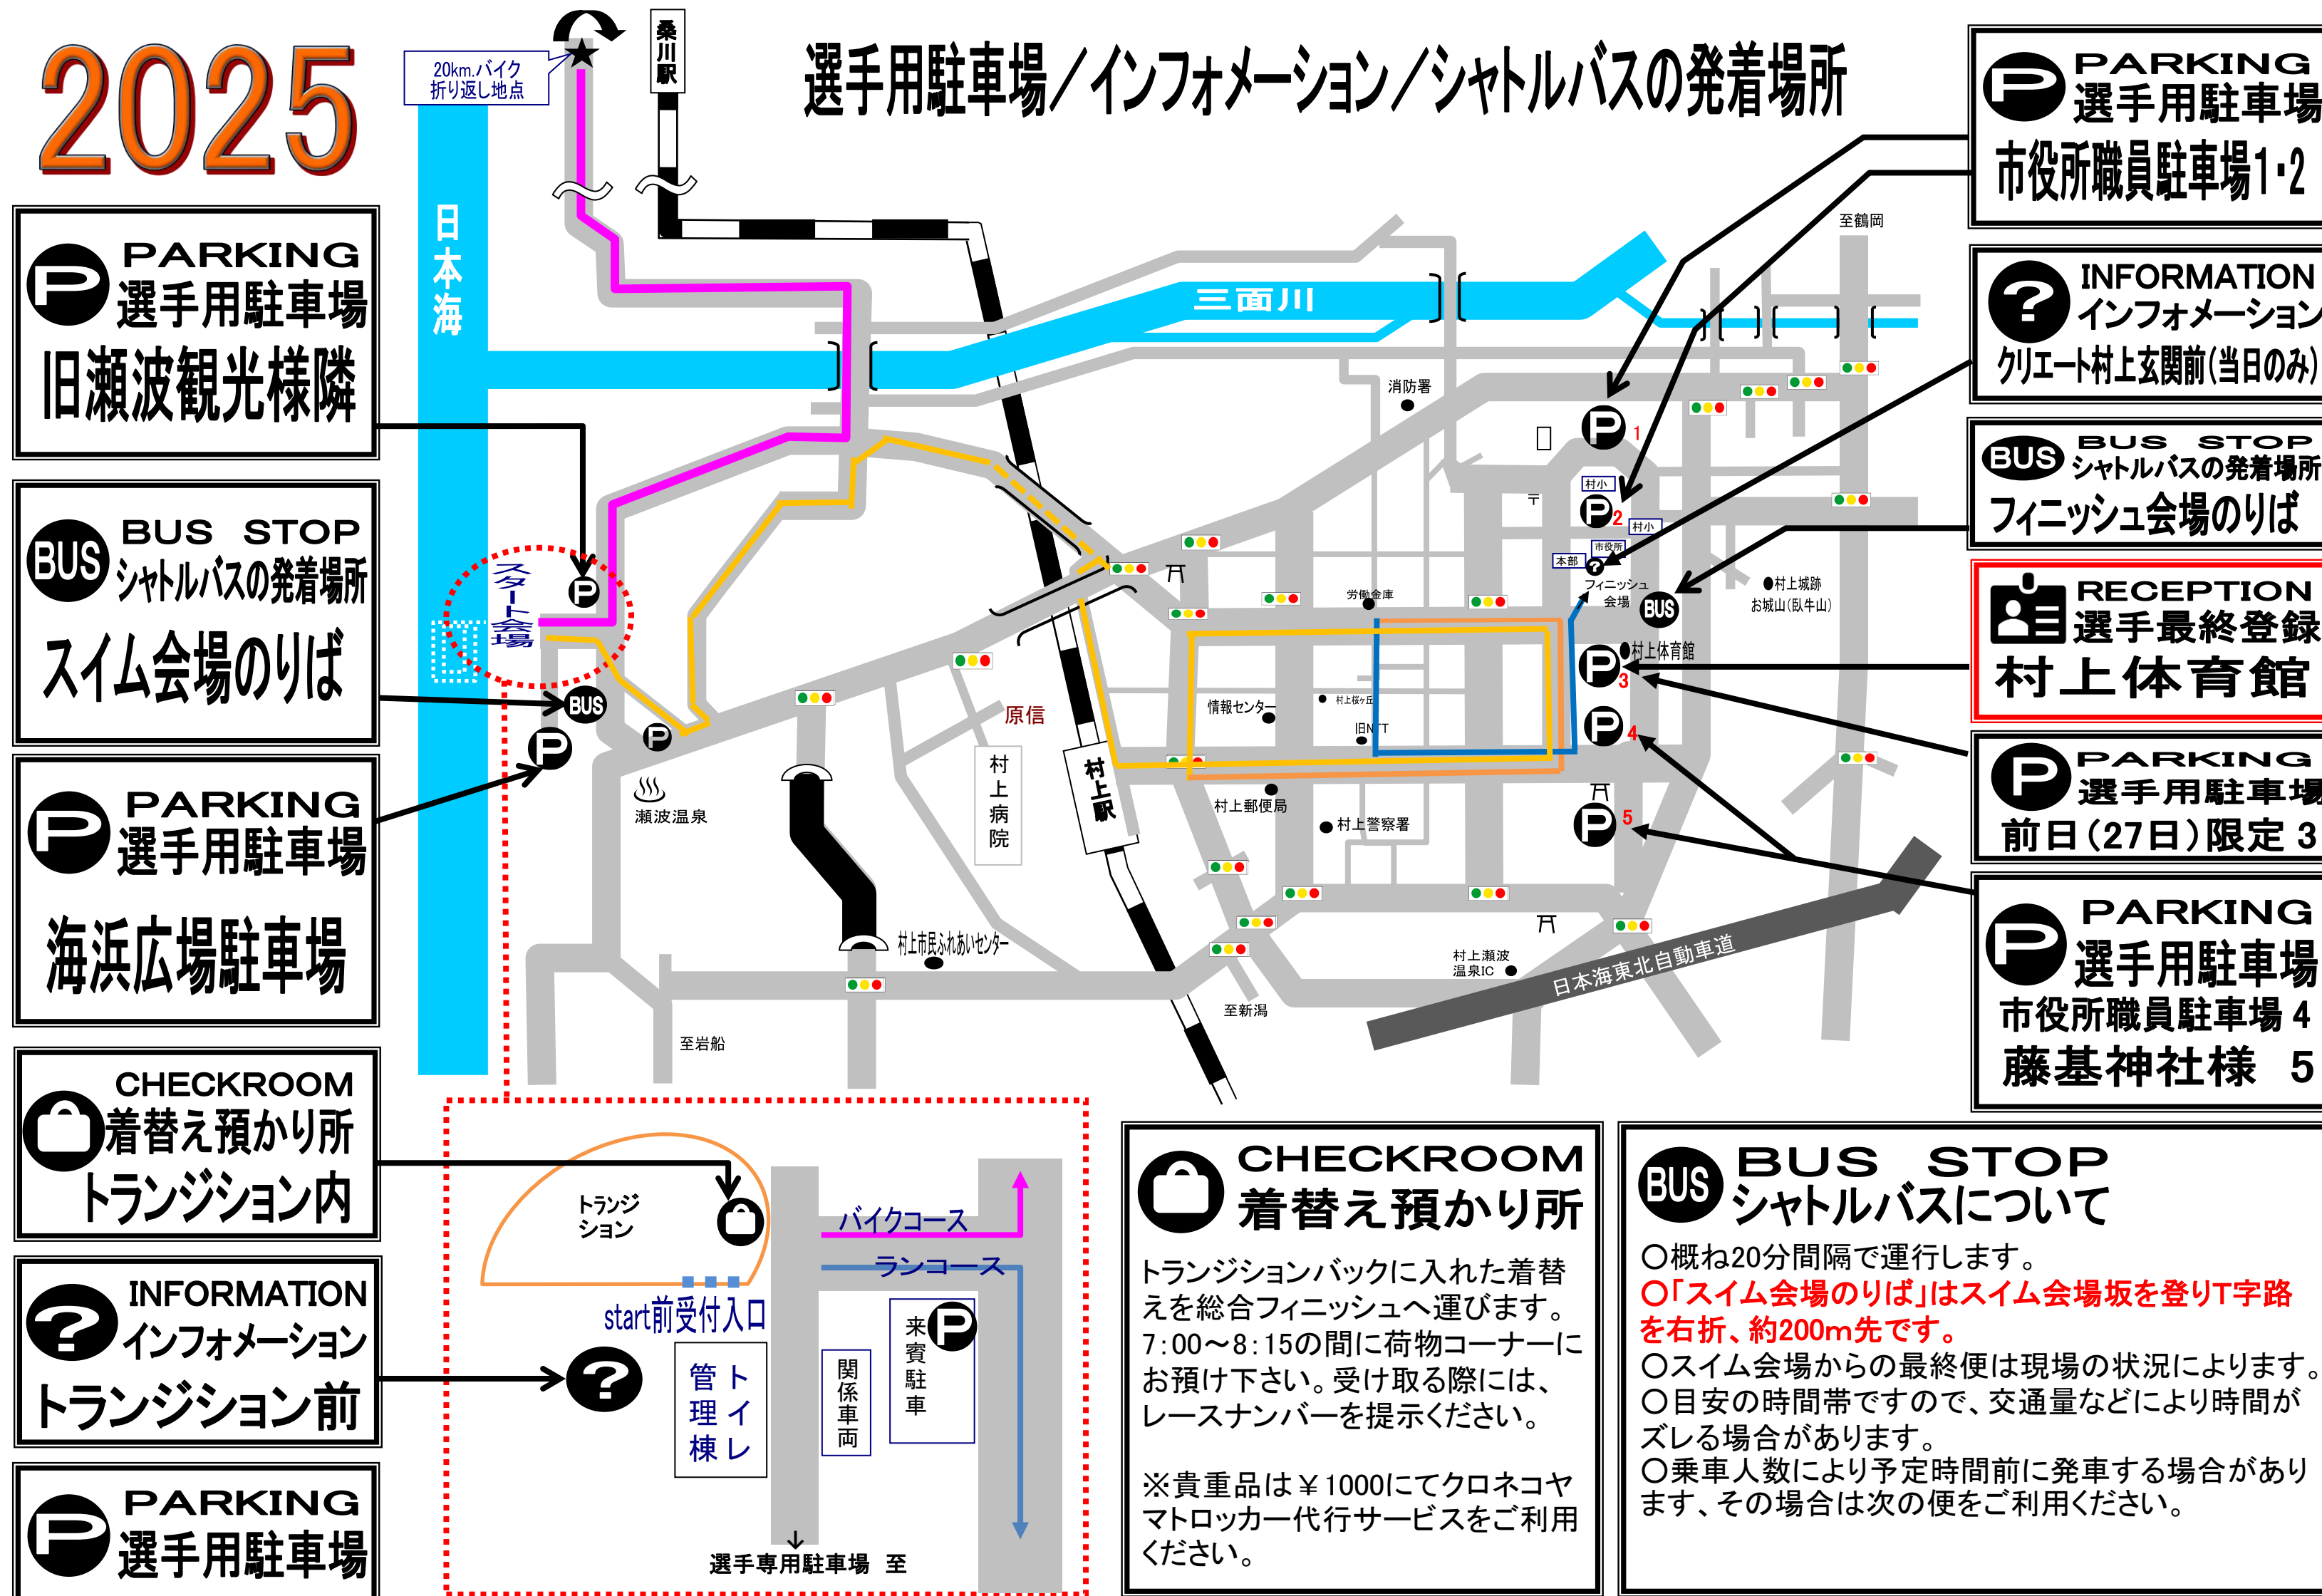 2025
選手用駐車場／インフォメーション／シャトルバスの発着場所
20km.バイク
折り返し地点
桑川駅
日本海
三面川
至鶴岡
P
PARKING
選手用駐車場
旧瀬波観光様隣
BUS
BUS STOP
シャトルバスの発着場所
スイム会場のりば
P
PARKING
選手用駐車場
海浜広場駐車場
CHECKROOM
着替え預かり所
トランジション内
?
INFORMATION
インフォメーション
トランジション前
P
PARKING
選手用駐車場
P
PARKING
選手用駐車場
市役所職員駐車場1・2
?
INFORMATION
インフォメーション
クリエート村上玄関前(当日のみ)
BUS
BUS STOP
シャトルバスの発着場所
フィニッシュ会場のりば
RECEPTION
選手最終登録
村上体育館
P
PARKING
選手用駐車場
前日(27日)限定 3
P
PARKING
選手用駐車場
市役所職員駐車場 4
藤基神社様 5
消防署
P
1
〒
村小
P
2
村小
市役所
本部
?
フィニッシュ
会場
BUS
●村上城跡
お城山(臥牛山)
●村上体育館
P
3
P
4
P
5
労働金庫
情報センター
村上桜ヶ丘
旧NTT
村上郵便局
村上警察署
スタート会場
P
BUS
P
P
瀬波温泉
原信
村上病院
村上駅
村上市民ふれあいセンター
村上瀬波
温泉IC
日本海東北自動車道
至新潟
至岩船
トランジ
ション
バイクコース
ランコース
start前受付入口
?
トイレ
管理棟
関係車両
来賓駐車
P
↓
選手専用駐車場 至
CHECKROOM
着替え預かり所
トランジションバックに入れた着替
えを総合フィニッシュへ運びます。
7:00～8:15の間に荷物コーナーに
お預け下さい。受け取る際には、
レースナンバーを提示ください。
※貴重品は￥1000にてクロネコヤ
マトロッカー代行サービスをご利用
ください。
BUS
BUS STOP
シャトルバスについて
○概ね20分間隔で運行します。
○「スイム会場のりば」はスイム会場坂を登りT字路
を右折、約200m先です。
○スイム会場からの最終便は現場の状況によります。
○目安の時間帯ですので、交通量などにより時間が
ズレる場合があります。
○乗車人数により予定時間前に発車する場合があり
ます、その場合は次の便をご利用ください。